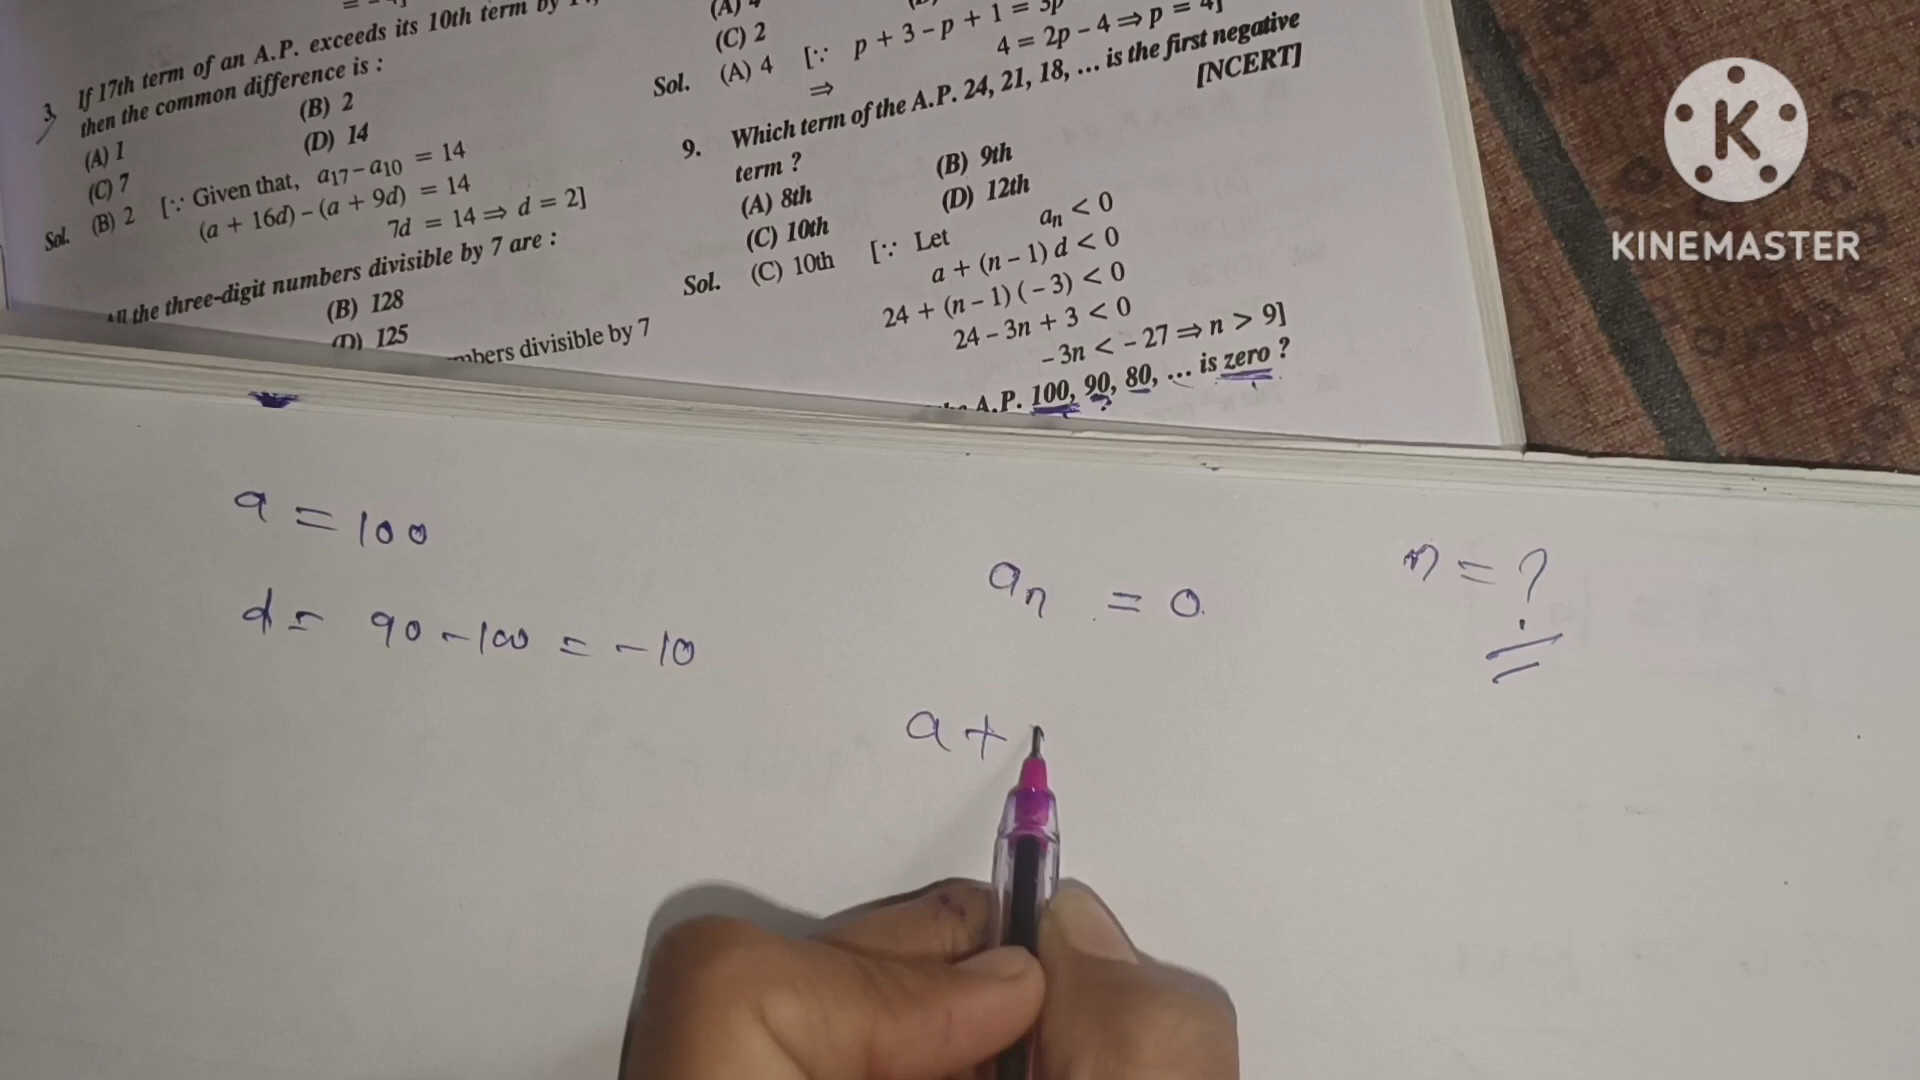 3. If 17th term of an A.P. exceeds its 10th term by
then the common difference is :
(A) 1 (B) 2
(C) 7 (D) 14
Sol. (B) 2 [∵ Given that, a17 – a10 = 14
(a + 16d) – (a + 9d) = 14
7d = 14 ⇒ d = 2]
the three-digit numbers divisible by 7 are :
(B) 128
(D) 125
divisible by 7
(C) 2
Sol. (A) 4 [∵ p + 3 – p + 1 = 3p
⇒ 4 = 2p – 4 ⇒ p = 4]
9. Which term of the A.P. 24, 21, 18, ... is the first negative
term ? [NCERT]
(A) 8th (B) 9th
(C) 10th (D) 12th
Sol. (C) 10th [∵ Let an < 0
a + (n – 1) d < 0
24 + (n – 1) (– 3) < 0
24 – 3n + 3 < 0
– 3n < – 27 ⇒ n > 9]
A.P. 100, 90, 80, ... is zero ?
K
KINEMASTER
a = 100
d = 90 - 100 = -10
an = 0
n = ?
a +